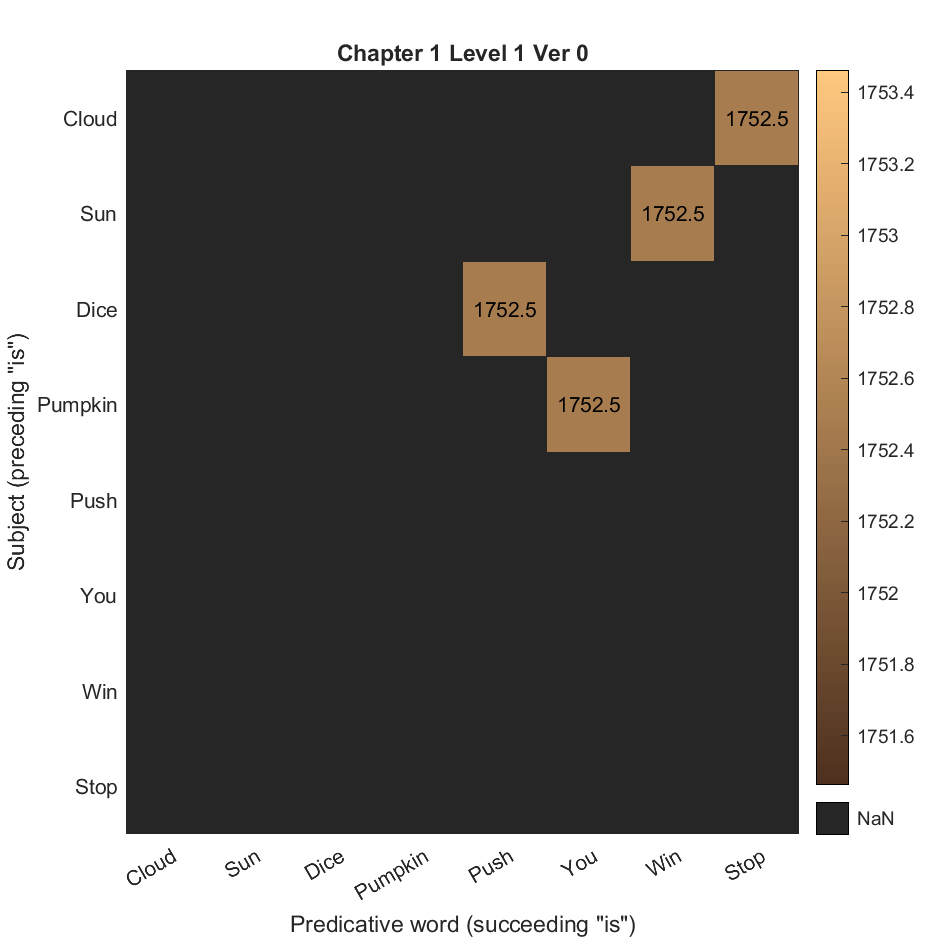 Chapter 1 Level 1 Ver 0
Subject (preceding "is")
Cloud
Sun
Dice
Pumpkin
Push
You
Win
Stop
1752.5
1752.5
1752.5
1752.5
Cloud
Sun
Dice
Pumpkin
Push
You
Win
Stop
Predicative word (succeeding "is")
1753.4
1753.2
1753
1752.8
1752.6
1752.4
1752.2
1752
1751.8
1751.6
NaN